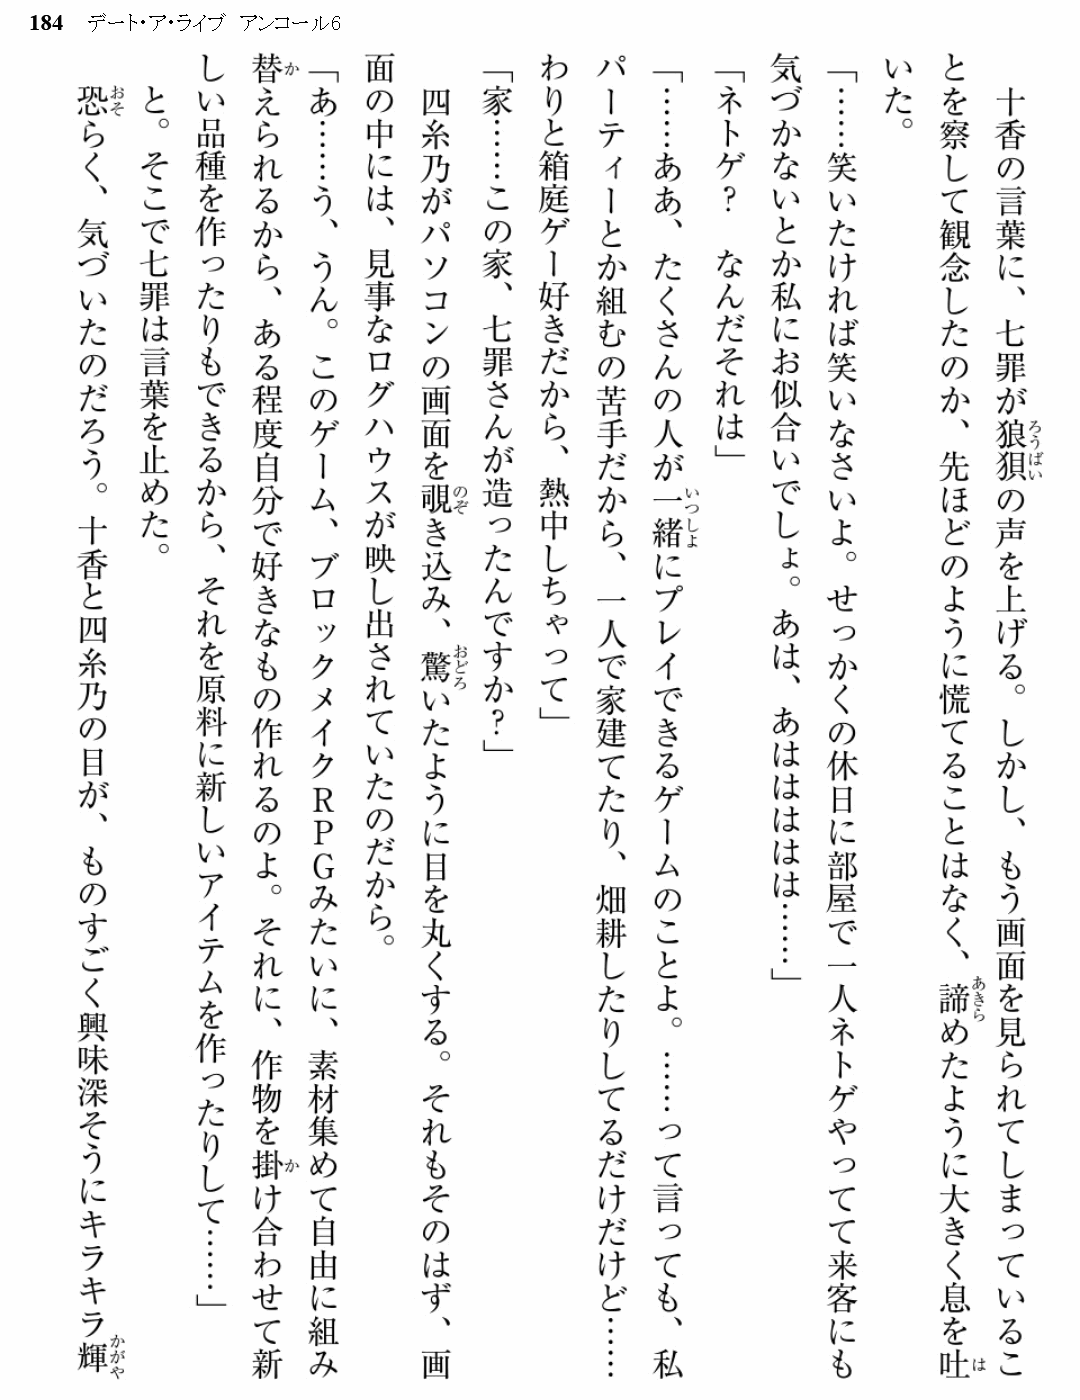 184 デート・ア・ライブ アンコール6
十香の言葉に、七罪が狼狽の声を上げる。しかし、もう画面を見られてしまっているこ
とを察して観念したのか、先ほどのように慌てることはなく、諦めたように大きく息を吐
いた。
「……笑いたければ笑いなさいよ。せっかくの休日に部屋で一人ネトゲやってて来客にも
気づかないとか私にお似合いでしょ。あは、あはははは……」
「ネトゲ? なんだそれは」
「……ああ、たくさんの人が一緒にプレイできるゲームのことよ。……って言っても、私
パーティーとか組むの苦手だから、一人で家建てたり、畑耕したりしてるだけだけど……
わりと箱庭ゲー好きだから、熱中しちゃって」
「家……この家、七罪さんが造ったんですか?」
四糸乃がパソコンの画面を覗き込み、驚いたように目を丸くする。それもそのはず、画
面の中には、見事なログハウスが映し出されていたのだから。
「あ……う、うん。このゲーム、ブロックメイクRPGみたいに、素材集めて自由に組み
替えられるから、ある程度自分で好きなもの作れるのよ。それに、作物を掛け合わせて新
しい品種を作ったりもできるから、それを原料に新しいアイテムを作ったりして……」
と。そこで七罪は言葉を止めた。
恐らく、気づいたのだろう。十香と四糸乃の目が、ものすごく興味深そうにキラキラ輝